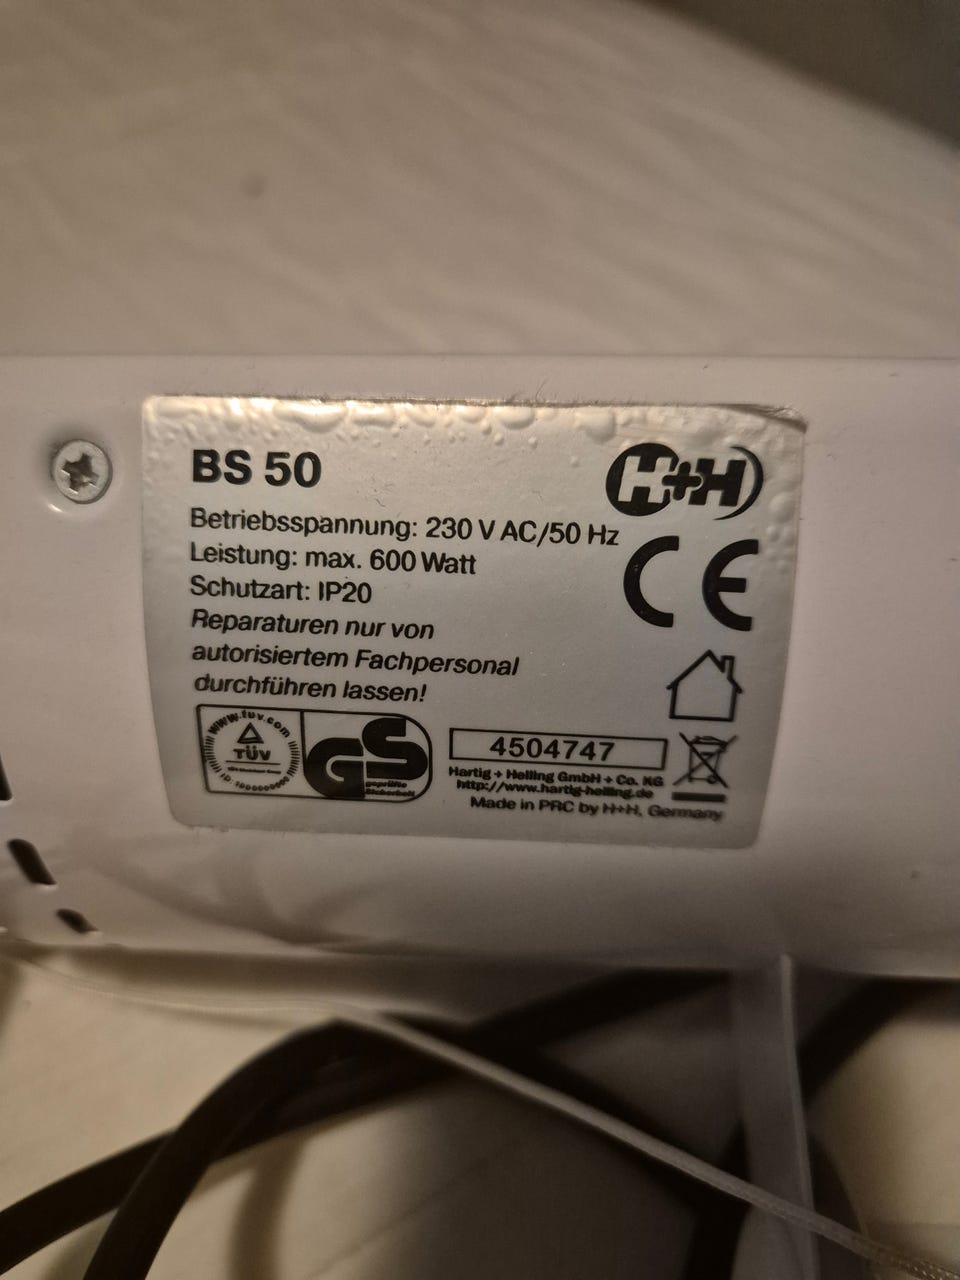 BS 50
H+H
Betriebsspannung: 230 V AC/50 Hz
Leistung: max. 600 Watt
CE
Schutzart: IP20
Reparaturen nur von
autorisiertem Fachpersonal
durchführen lassen!
www.tuv.com
TÜV
GS
geprüfte
Sicherheit
4504747
Hartig + Helling GmbH + Co. KG
http://www.hartig-helling.de
Made in PRC by H+H, Germany